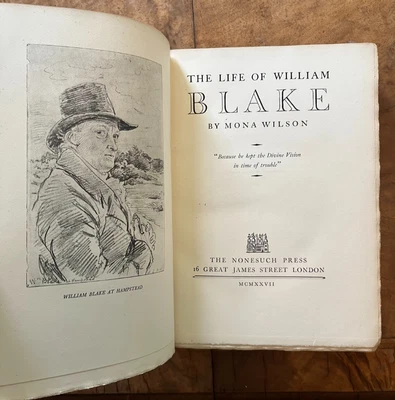 WILLIAM BLAKE AT HAMPSTEAD
THE LIFE OF WILLIAM
BLAKE
BY MONA WILSON
"Because he kept the Divine Vision
in time of trouble"
THE NONESUCH PRESS
16 GREAT JAMES STREET LONDON
MCMXXVII